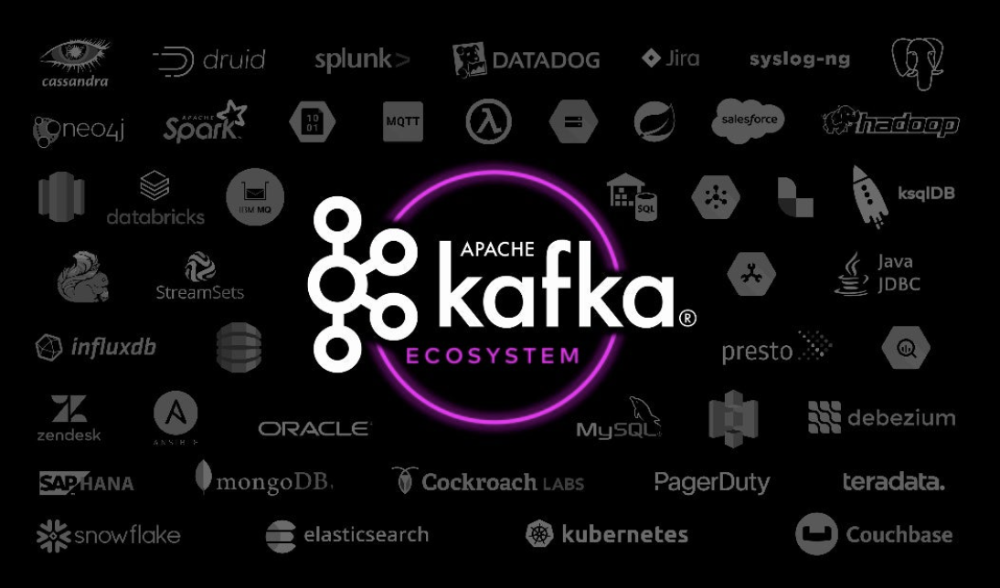 cassandra
druid
splunk>
DATADOG
Jira
syslog-ng
neo4j
APACHE
Spark
10
01
MQTT
λ
salesforce
hadoop
databricks
IBM MQ
SQL
ksqlDB
StreamSets
APACHE
kafka®
ECOSYSTEM
Java
JDBC
influxdb
presto
zendesk
ANSIBLE
ORACLE
MySQL
debezium
SAP HANA
mongoDB.
Cockroach LABS
PagerDuty
teradata.
snowflake
elasticsearch
kubernetes
Couchbase